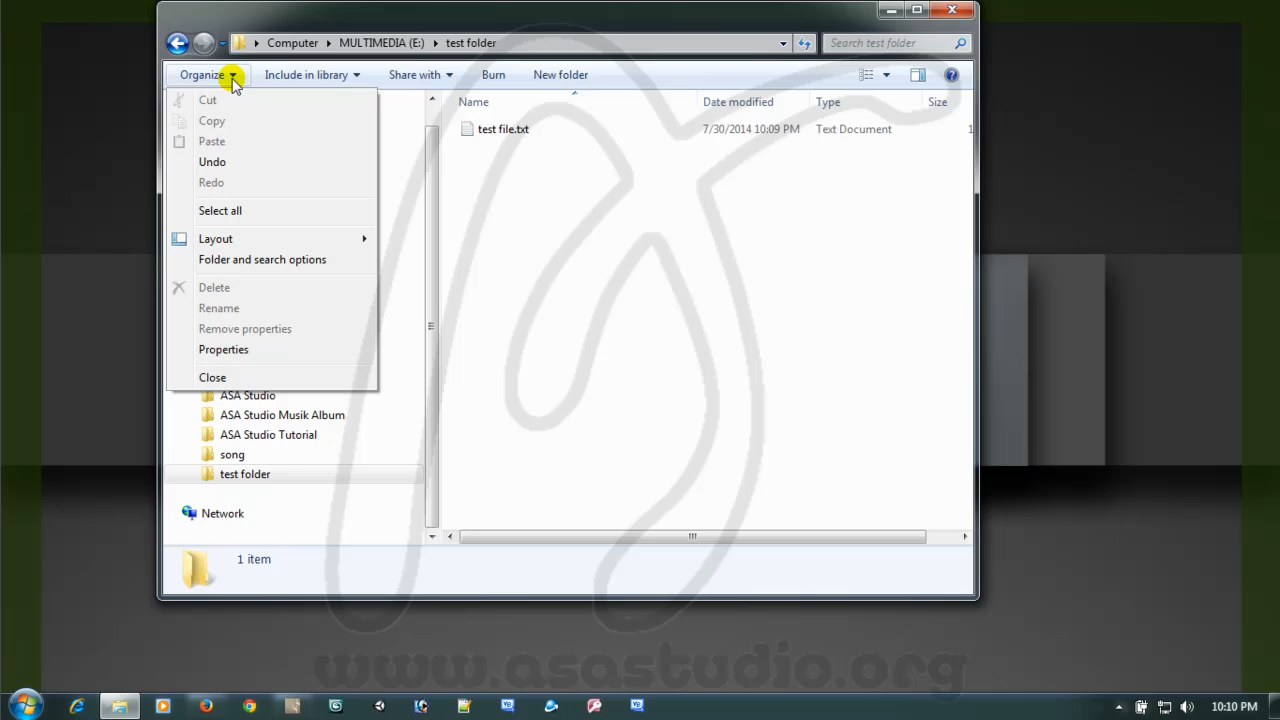 Computer MULTIMEDIA (E:) test folder
Search test folder
Organize Include in library Share with Burn New folder
Cut
Copy
Paste
Undo
Redo
Select all
Layout
Folder and search options
Delete
Rename
Remove properties
Properties
Close
Name Date modified Type Size
test file.txt 7/30/2014 10:09 PM Text Document 1
ASA Studio
ASA Studio Musik Album
ASA Studio Tutorial
song
test folder
Network
1 item
www.asastudio.org
10:10 PM